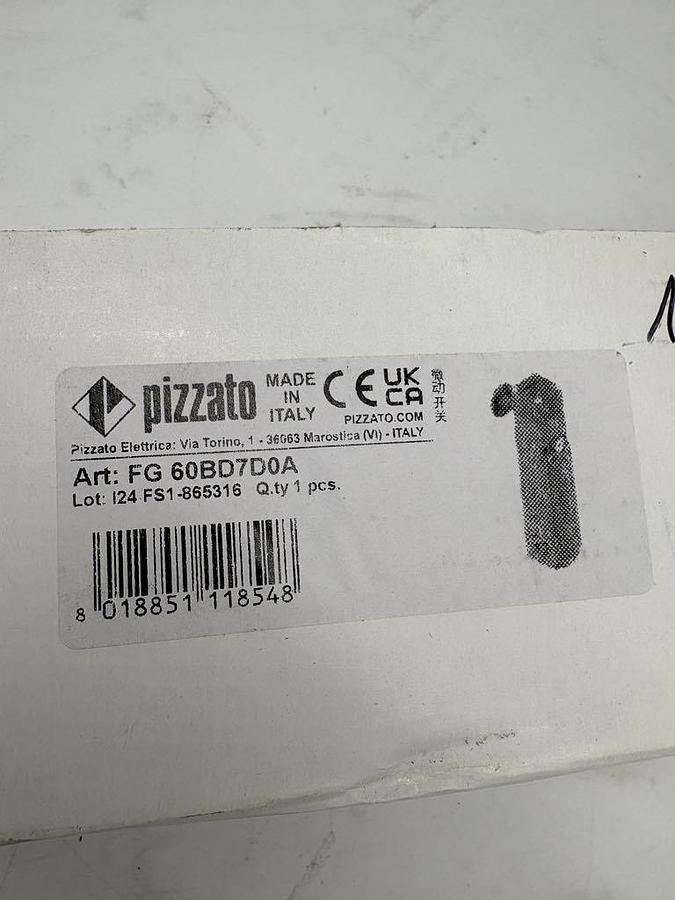 pizzato
MADE
IN
ITALY
CE
UK
CA
PIZZATO.COM
微动开关
Pizzato Elettrica: Via Torino, 1 - 36063 Marostica (VI) - ITALY
Art: FG 60BD7D0A
Lot: I24 FS1-865316 Q.ty 1 pcs.
8 018851 118548